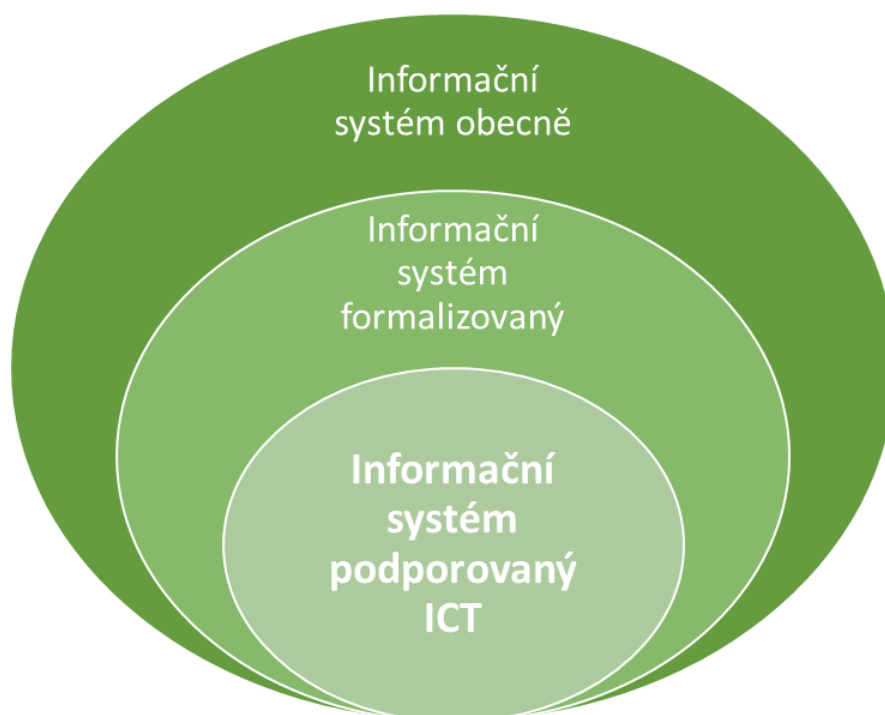 Informační
systém obecně
Informační
systém
formalizovaný
Informační
systém
podporovaný
ICT